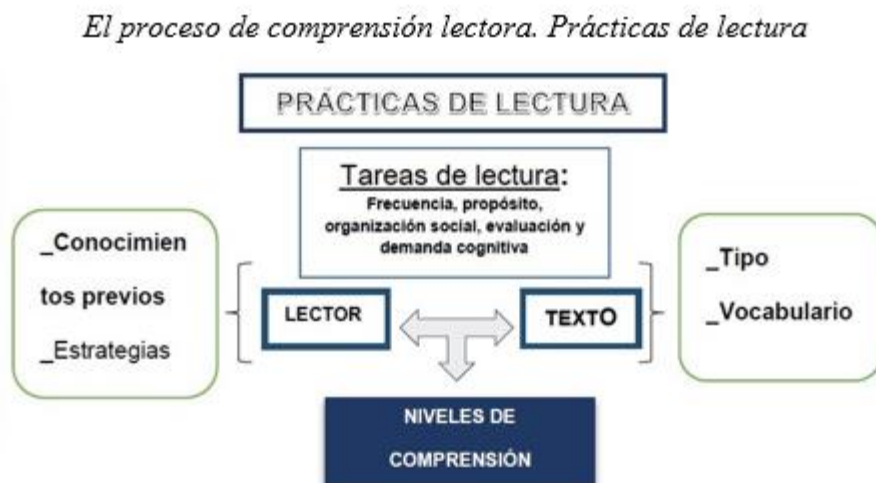 El proceso de comprensión lectora. Prácticas de lectura
PRÁCTICAS DE LECTURA
Tareas de lectura:
Frecuencia, propósito,
organización social, evaluación y
demanda cognitiva
_Conocimien
tos previos
_Estrategias
LECTOR
TEXTO
_Tipo
_Vocabulario
NIVELES DE
COMPRENSIÓN